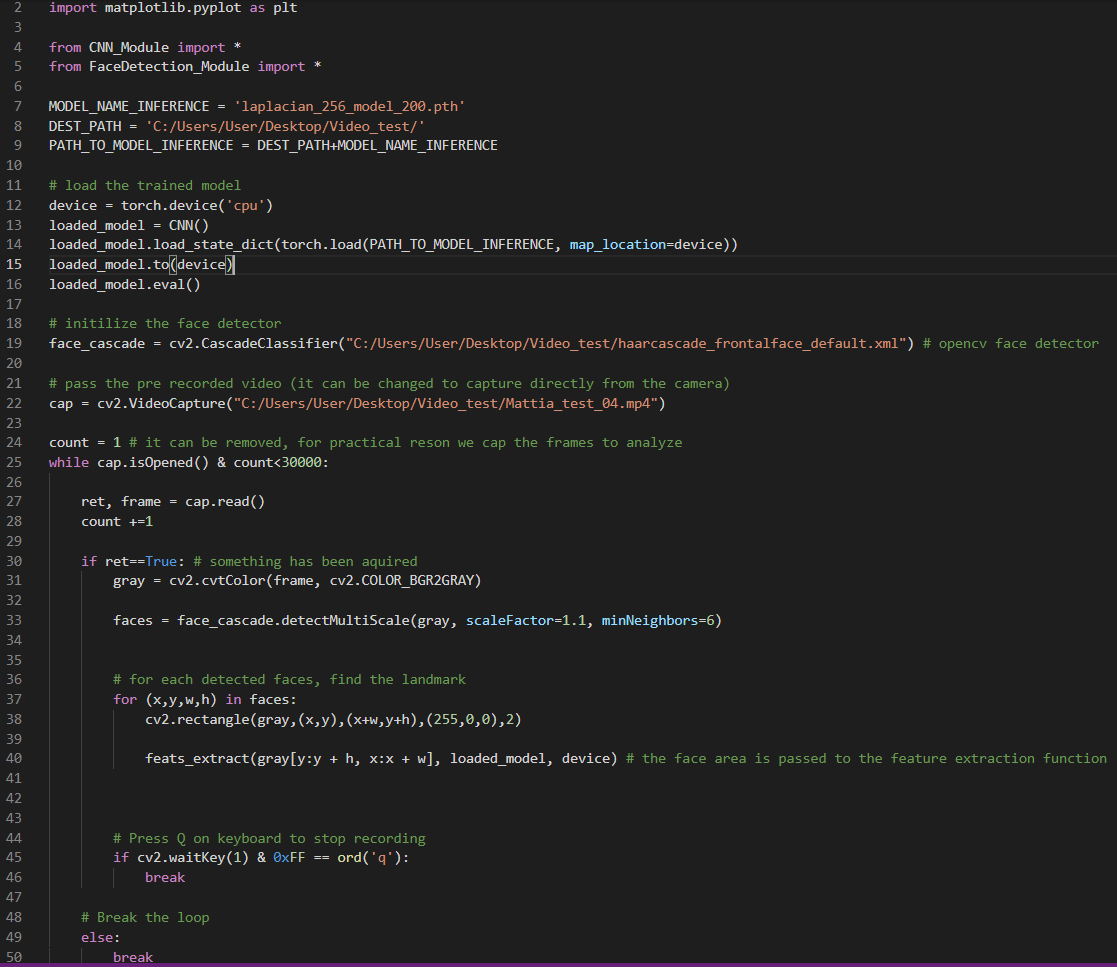 2 import matplotlib.pyplot as plt
3
4 from CNN_Module import *
5 from FaceDetection_Module import *
6
7 MODEL_NAME_INFERENCE = 'laplacian_256_model_200.pth'
8 DEST_PATH = 'C:/Users/User/Desktop/Video_test/'
9 PATH_TO_MODEL_INFERENCE = DEST_PATH+MODEL_NAME_INFERENCE
10
11 # load the trained model
12 device = torch.device('cpu')
13 loaded_model = CNN()
14 loaded_model.load_state_dict(torch.load(PATH_TO_MODEL_INFERENCE, map_location=device))
15 loaded_model.to(device)
16 loaded_model.eval()
17
18 # initilize the face detector
19 face_cascade = cv2.CascadeClassifier("C:/Users/User/Desktop/Video_test/haarcascade_frontalface_default.xml") # opencv face detector
20
21 # pass the pre recorded video (it can be changed to capture directly from the camera)
22 cap = cv2.VideoCapture("C:/Users/User/Desktop/Video_test/Mattia_test_04.mp4")
23
24 count = 1 # it can be removed, for practical reson we cap the frames to analyze
25 while cap.isOpened() & count<30000:
26
27     ret, frame = cap.read()
28     count +=1
29
30     if ret==True: # something has been aquired
31         gray = cv2.cvtColor(frame, cv2.COLOR_BGR2GRAY)
32
33         faces = face_cascade.detectMultiScale(gray, scaleFactor=1.1, minNeighbors=6)
34
35
36         # for each detected faces, find the landmark
37         for (x,y,w,h) in faces:
38             cv2.rectangle(gray,(x,y),(x+w,y+h),(255,0,0),2)
39
40             feats_extract(gray[y:y + h, x:x + w], loaded_model, device) # the face area is passed to the feature extraction function
41
42
43
44         # Press Q on keyboard to stop recording
45         if cv2.waitKey(1) & 0xFF == ord('q'):
46             break
47
48     # Break the loop
49     else:
50         break